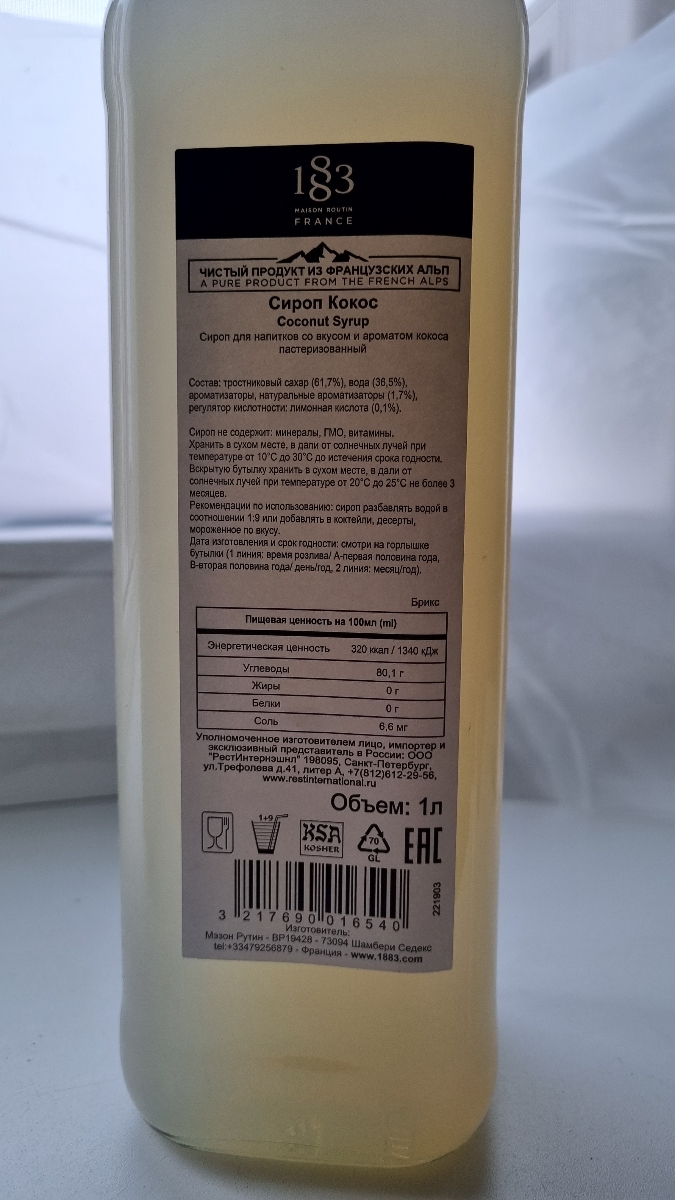 1883
MAISON ROUTIN
FRANCE
ЧИСТЫЙ ПРОДУКТ ИЗ ФРАНЦУЗСКИХ АЛЬП
A PURE PRODUCT FROM THE FRENCH ALPS
Сироп Кокос
Coconut Syrup
Сироп для напитков со вкусом и ароматом кокоса
пастеризованный
Состав: тростниковый сахар (61,7%), вода (36,5%),
ароматизаторы, натуральные ароматизаторы (1,7%),
регулятор кислотности: лимонная кислота (0,1%).
Сироп не содержит: минералы, ГМО, витамины.
Хранить в сухом месте, в дали от солнечных лучей при
температуре от 10°С до 30°С до истечения срока годности.
Вскрытую бутылку хранить в сухом месте, в дали от
солнечных лучей при температуре от 20°С до 25°С не более 3
месяцев.
Рекомендации по использованию: сироп разбавлять водой в
соотношении 1:9 или добавлять в коктейли, десерты,
мороженное по вкусу.
Дата изготовления и срок годности: смотри на горлышке
бутылки (1 линия: время розлива/ А-первая половина года,
В-вторая половина года/ день/год, 2 линия: месяц/год).
Брикс
Пищевая ценность на 100мл (ml)
Энергетическая ценность 320 ккал / 1340 кДж
Углеводы 80,1 г
Жиры 0 г
Белки 0 г
Соль 6,6 мг
Уполномоченное изготовителем лицо, импортер и
эксклюзивный представитель в России: ООО
"РестИнтернэшнл" 198095, Санкт-Петербург,
ул.Трефолева д.41, литер А, +7(812)612-29-56,
www.restinternational.ru
Объем: 1л
1+9
KSA
KOSHER
70
GL
EAC
221903
3 217690 016540
Изготовитель:
Мэзон Рутин - BP19428 - 73094 Шамбери Седекс
tel:+33479256879 - Франция - www.1883.com